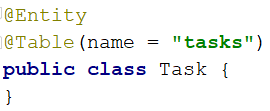 @Entity
@Table(name = "tasks")
public class Task {
}